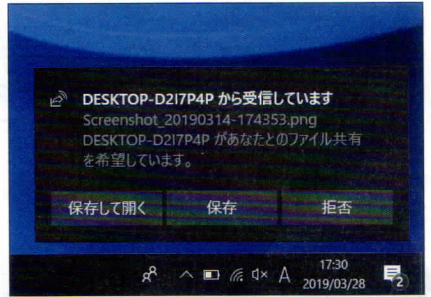 DESKTOP-D2I7P4P から受信しています
Screenshot_20190314-174353.png
DESKTOP-D2I7P4P があなたとのファイル共有
を希望しています。
保存して開く
保存
拒否
A
17:30
2019/03/28
2